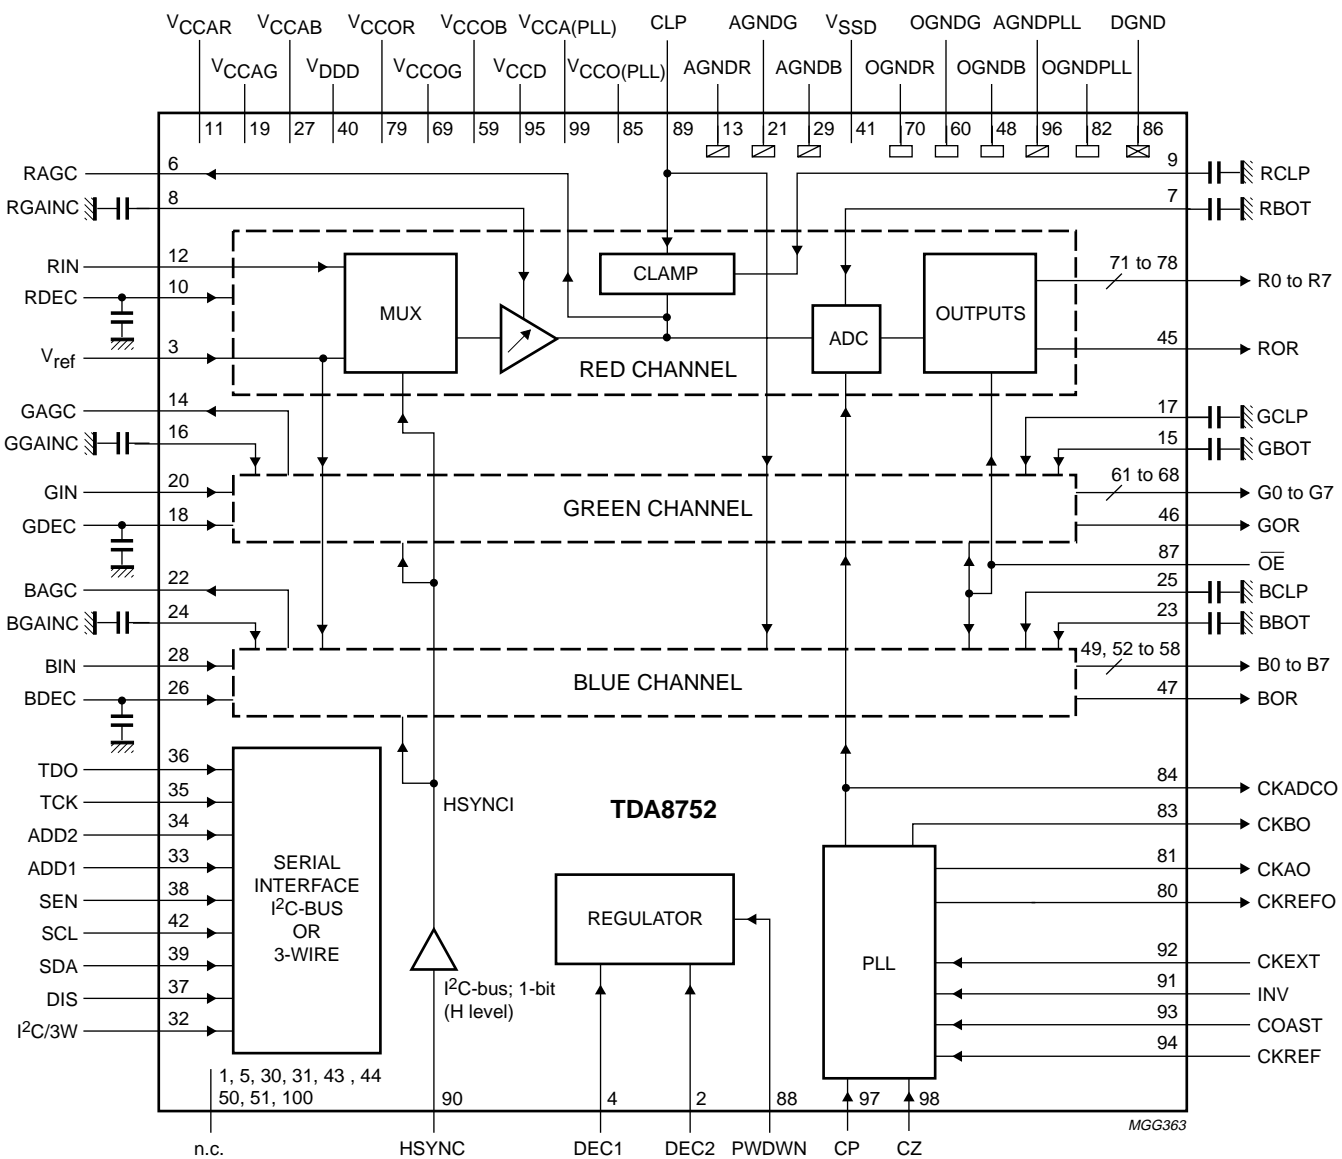 VCCAR VCCAB VCCOR VCCOB VCCA(PLL) CLP AGNDG VSSD OGNDG AGNDPLL DGND
VCCAG VDDD VCCOG VCCD VCCO(PLL) AGNDR AGNDB OGNDR OGNDB OGNDPLL
11 19 27 40 79 69 59 95 99 85 89 13 21 29 41 70 60 48 96 82 86
RAGC 6 9 RCLP
RGAINC 8 7 RBOT
RIN 12 CLAMP 71 to 78 R0 to R7
RDEC 10 MUX OUTPUTS
ADC
Vref 3 45 ROR
RED CHANNEL
GAGC 14 17 GCLP
GGAINC 16 15 GBOT
GIN 20 61 to 68 G0 to G7
GREEN CHANNEL
GDEC 18 46 GOR
87 OE
BAGC 22 25 BCLP
BGAINC 24 23 BBOT
BIN 28 49, 52 to 58 B0 to B7
BLUE CHANNEL
BDEC 26 47 BOR
TDO 36 84 CKADCO
TCK 35 HSYNCI TDA8752
ADD2 34 83 CKBO
ADD1 33 81 CKAO
SEN 38 80 CKREFO
SCL 42
SDA 39 92 CKEXT
DIS 37 91 INV
I2C/3W 32 93 COAST
94 CKREF
SERIAL
INTERFACE
I2C-BUS
OR
3-WIRE
REGULATOR
PLL
I2C-bus; 1-bit
(H level)
1, 5, 30, 31, 43 , 44
50, 51, 100 90 4 2 88 97 98
MGG363
n.c. HSYNC DEC1 DEC2 PWDWN CP CZ